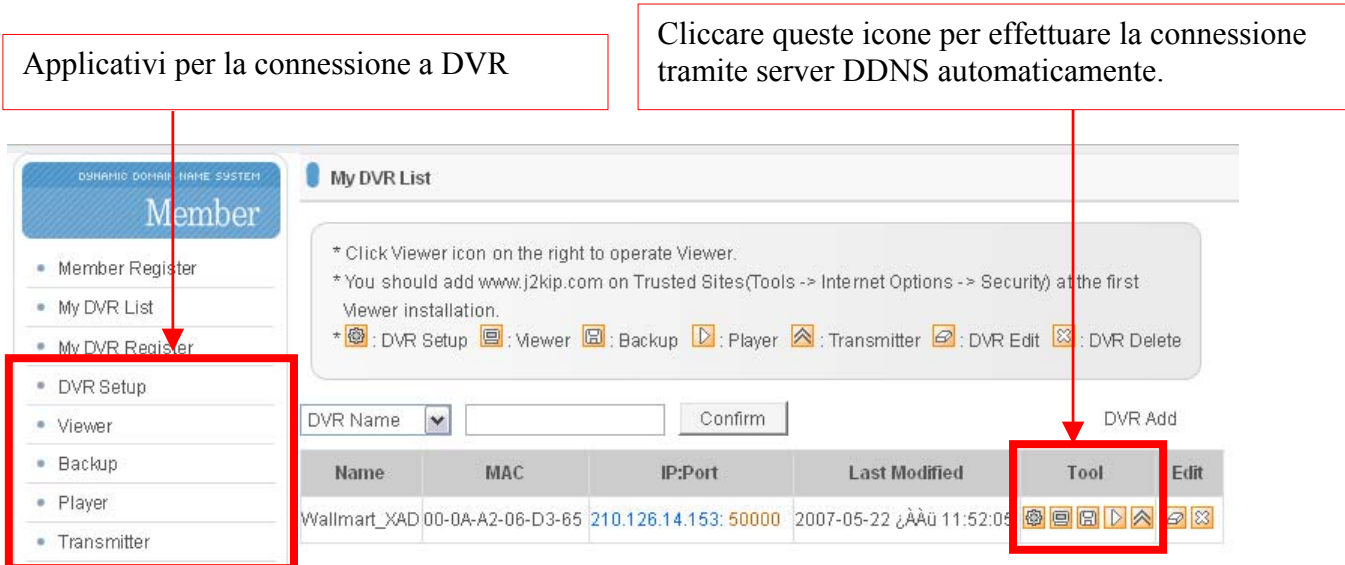 Applicativi per la connessione a DVR
Cliccare queste icone per effettuare la connessione
tramite server DDNS automaticamente.
DYNAMIC DOMAIN NAME SYSTEM
Member
Member Register
My DVR List
My DVR Register
DVR Setup
Viewer
Backup
Player
Transmitter
My DVR List
* Click Viewer icon on the right to operate Viewer.
* You should add www.j2kip.com on Trusted Sites(Tools -> Internet Options -> Security) at the first
Viewer installation.
* : DVR Setup : Viewer : Backup : Player : Transmitter : DVR Edit : DVR Delete
DVR Name Confirm DVR Add
Name MAC IP:Port Last Modified Tool Edit
Wallmart_XAD 00-0A-A2-06-D3-65 210.126.14.153: 50000 2007-05-22 ¿ÀÀü 11:52:05